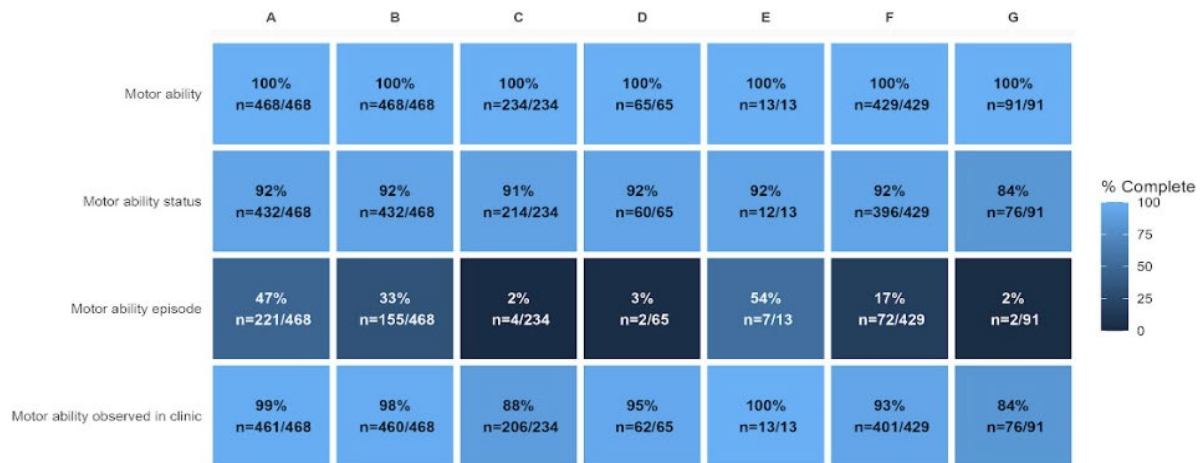 A B C D E F G
Motor ability
100% 100% 100% 100% 100% 100% 100%
n=468/468 n=468/468 n=234/234 n=65/65 n=13/13 n=429/429 n=91/91
Motor ability status
92% 92% 91% 92% 92% 92% 84%
n=432/468 n=432/468 n=214/234 n=60/65 n=12/13 n=396/429 n=76/91
Motor ability episode
47% 33% 2% 3% 54% 17% 2%
n=221/468 n=155/468 n=4/234 n=2/65 n=7/13 n=72/429 n=2/91
Motor ability observed in clinic
99% 98% 88% 95% 100% 93% 84%
n=461/468 n=460/468 n=206/234 n=62/65 n=13/13 n=401/429 n=76/91
% Complete
100
75
50
25
0